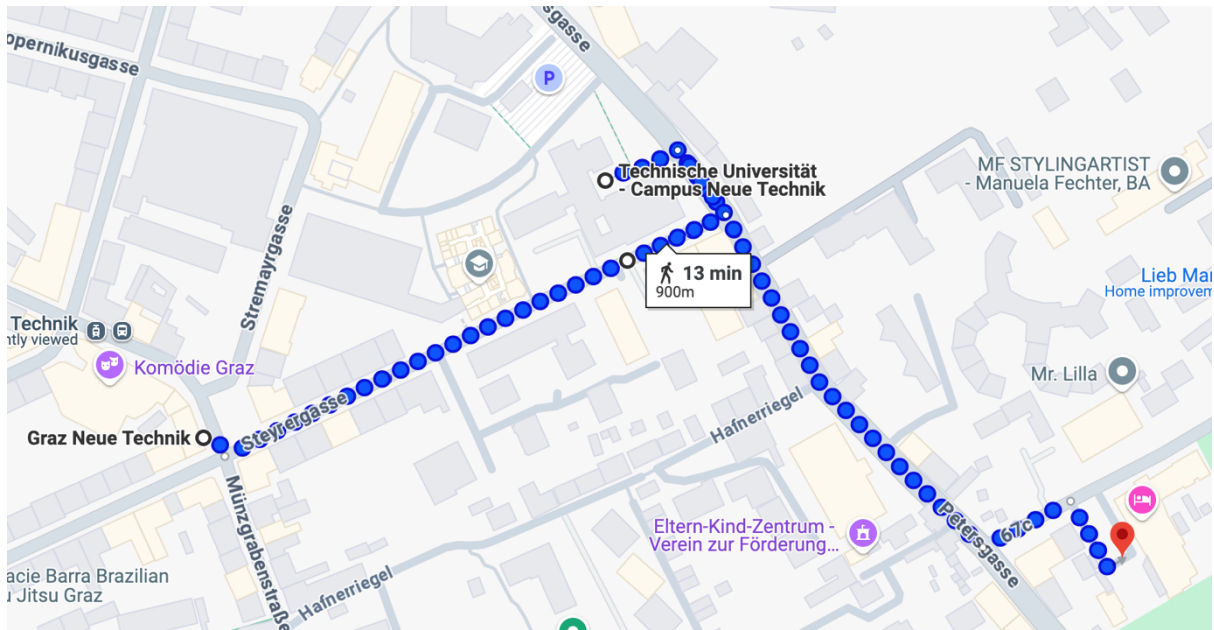 opernikusgasse
sgasse
P
MF STYLINGARTIST
- Manuela Fechter, BA
Technische Universität
- Campus Neue Technik
Stremayrgasse
13 min
900m
Lieb Mar
Home improvem
Technik
ntly viewed
Komödie Graz
Mr. Lilla
Steyrergasse
Hafnerriegel
Graz Neue Technik
Münzgrabenstraße
Petersgasse
67c
Eltern-Kind-Zentrum -
Verein zur Förderung...
acie Barra Brazilian
u Jitsu Graz
Hafnerriegel